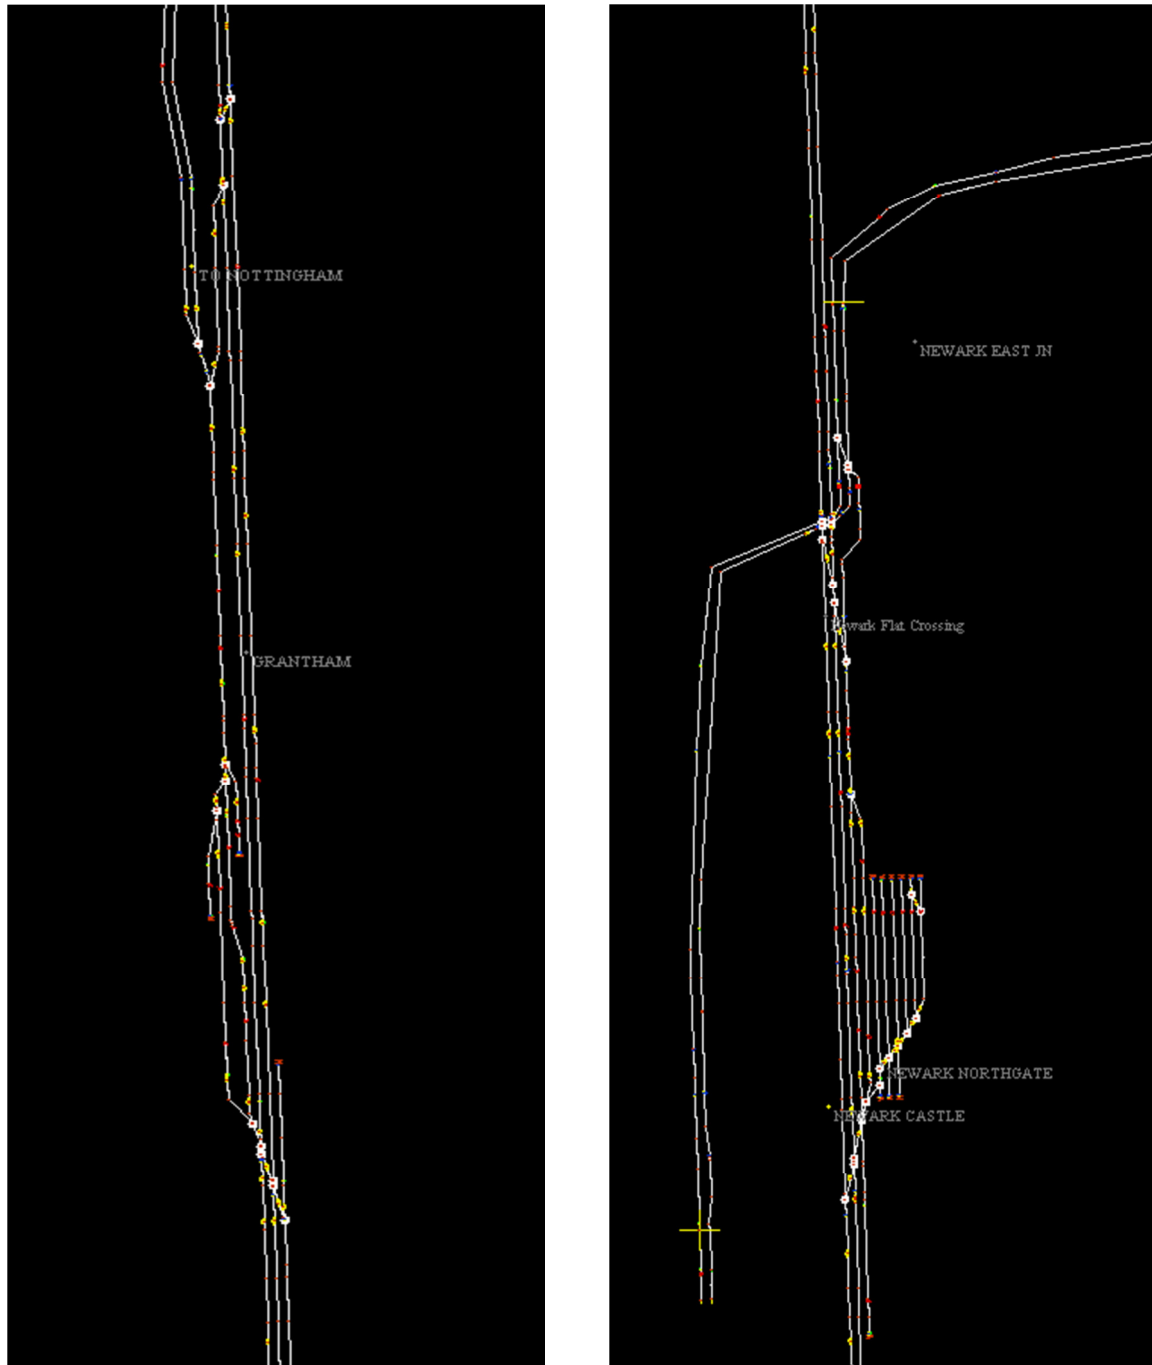 TO NOTTINGHAM
GRANTHAM
NEWARK EAST JN
Newark Flat Crossing
NEWARK NORTHGATE
NEWARK CASTLE